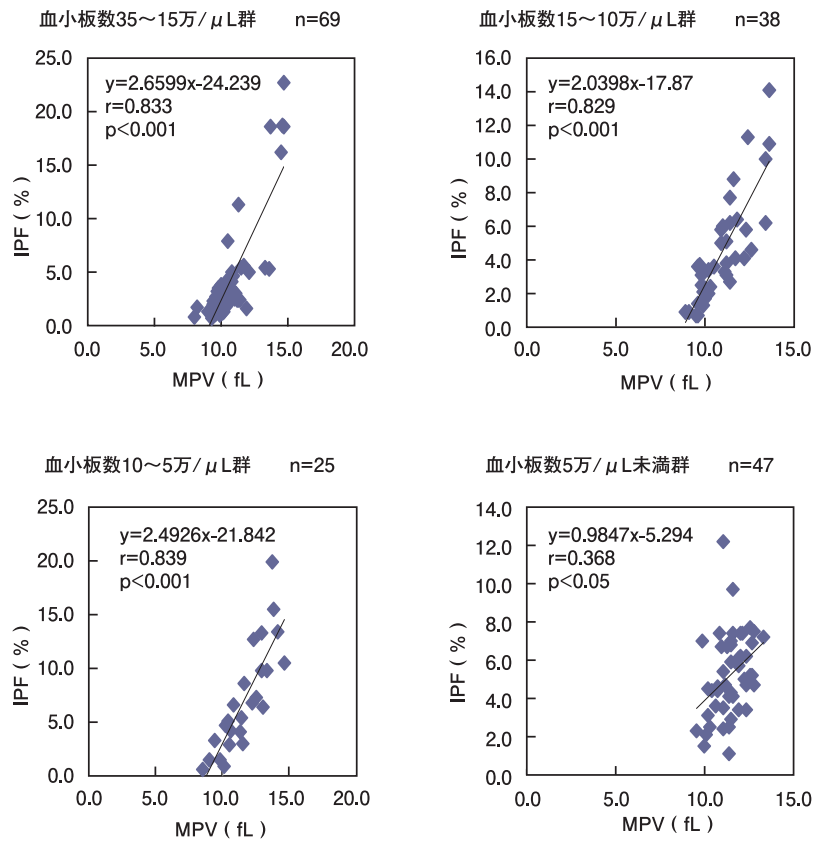 血小板数35～15万/μL群 n=69
25.0
20.0
15.0
10.0
5.0
0.0
IPF(%)
y=2.6599x-24.239
r=0.833
p<0.001
0.0 5.0 10.0 15.0 20.0
MPV(fL)
血小板数15～10万/μL群 n=38
16.0
14.0
12.0
10.0
8.0
6.0
4.0
2.0
0.0
IPF(%)
y=2.0398x-17.87
r=0.829
p<0.001
0.0 5.0 10.0 15.0
MPV(fL)
血小板数10～5万/μL群 n=25
25.0
20.0
15.0
10.0
5.0
0.0
IPF(%)
y=2.4926x-21.842
r=0.839
p<0.001
0.0 5.0 10.0 15.0 20.0
MPV(fL)
血小板数5万/μL未満群 n=47
14.0
12.0
10.0
8.0
6.0
4.0
2.0
0.0
IPF(%)
y=0.9847x-5.294
r=0.368
p<0.05
0.0 5.0 10.0 15.0
MPV(fL)